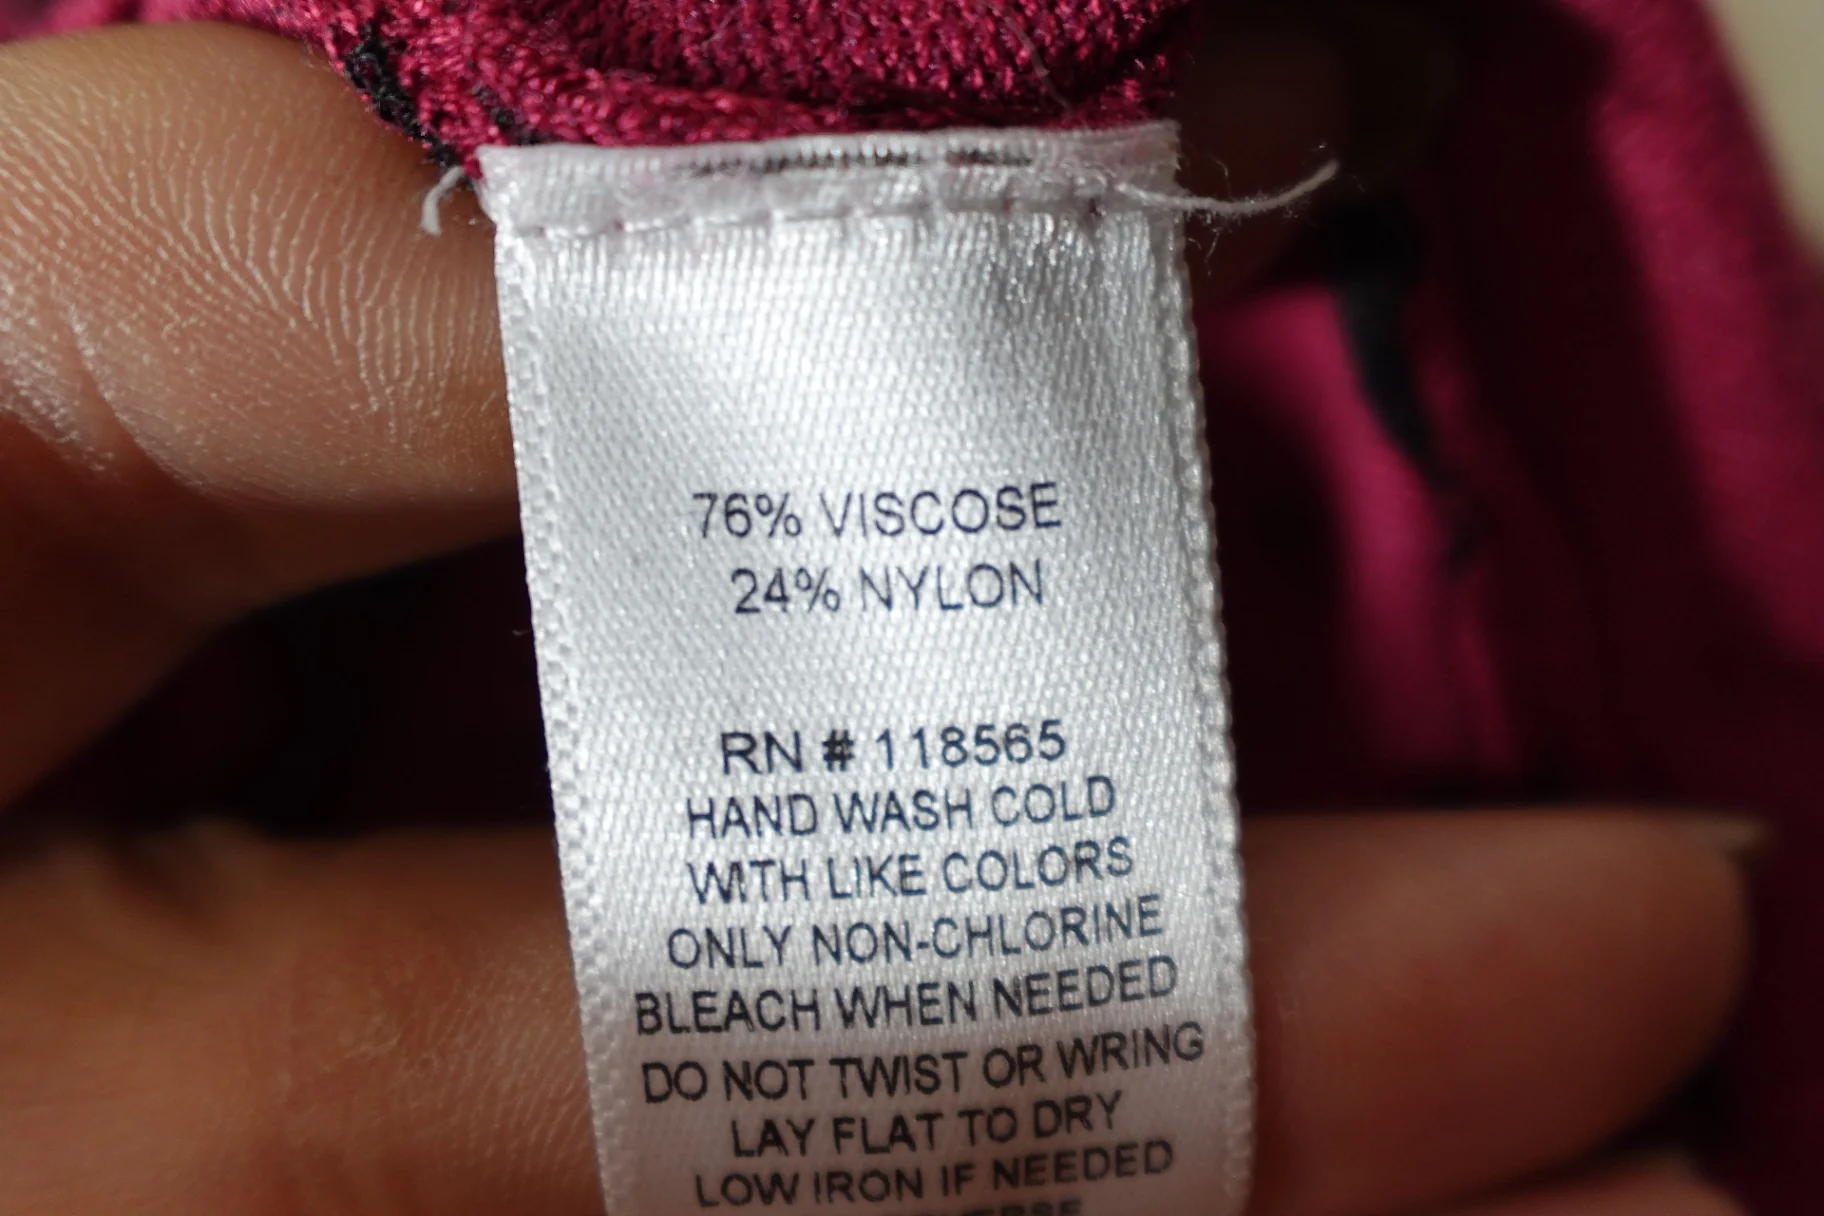 76% VISCOSE
24% NYLON
RN # 118565
HAND WASH COLD
WITH LIKE COLORS
ONLY NON-CHLORINE
BLEACH WHEN NEEDED
DO NOT TWIST OR WRING
LAY FLAT TO DRY
LOW IRON IF NEEDED